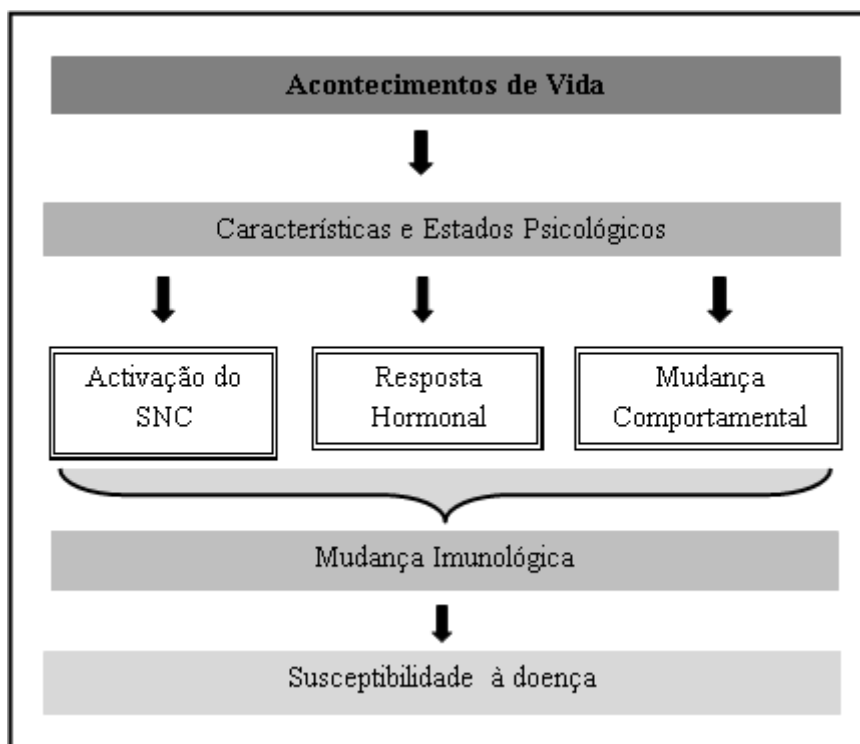 Acontecimentos de Vida
Características e Estados Psicológicos
Activação do
SNC
Resposta
Hormonal
Mudança
Comportamental
Mudança Imunológica
Susceptibilidade à doença